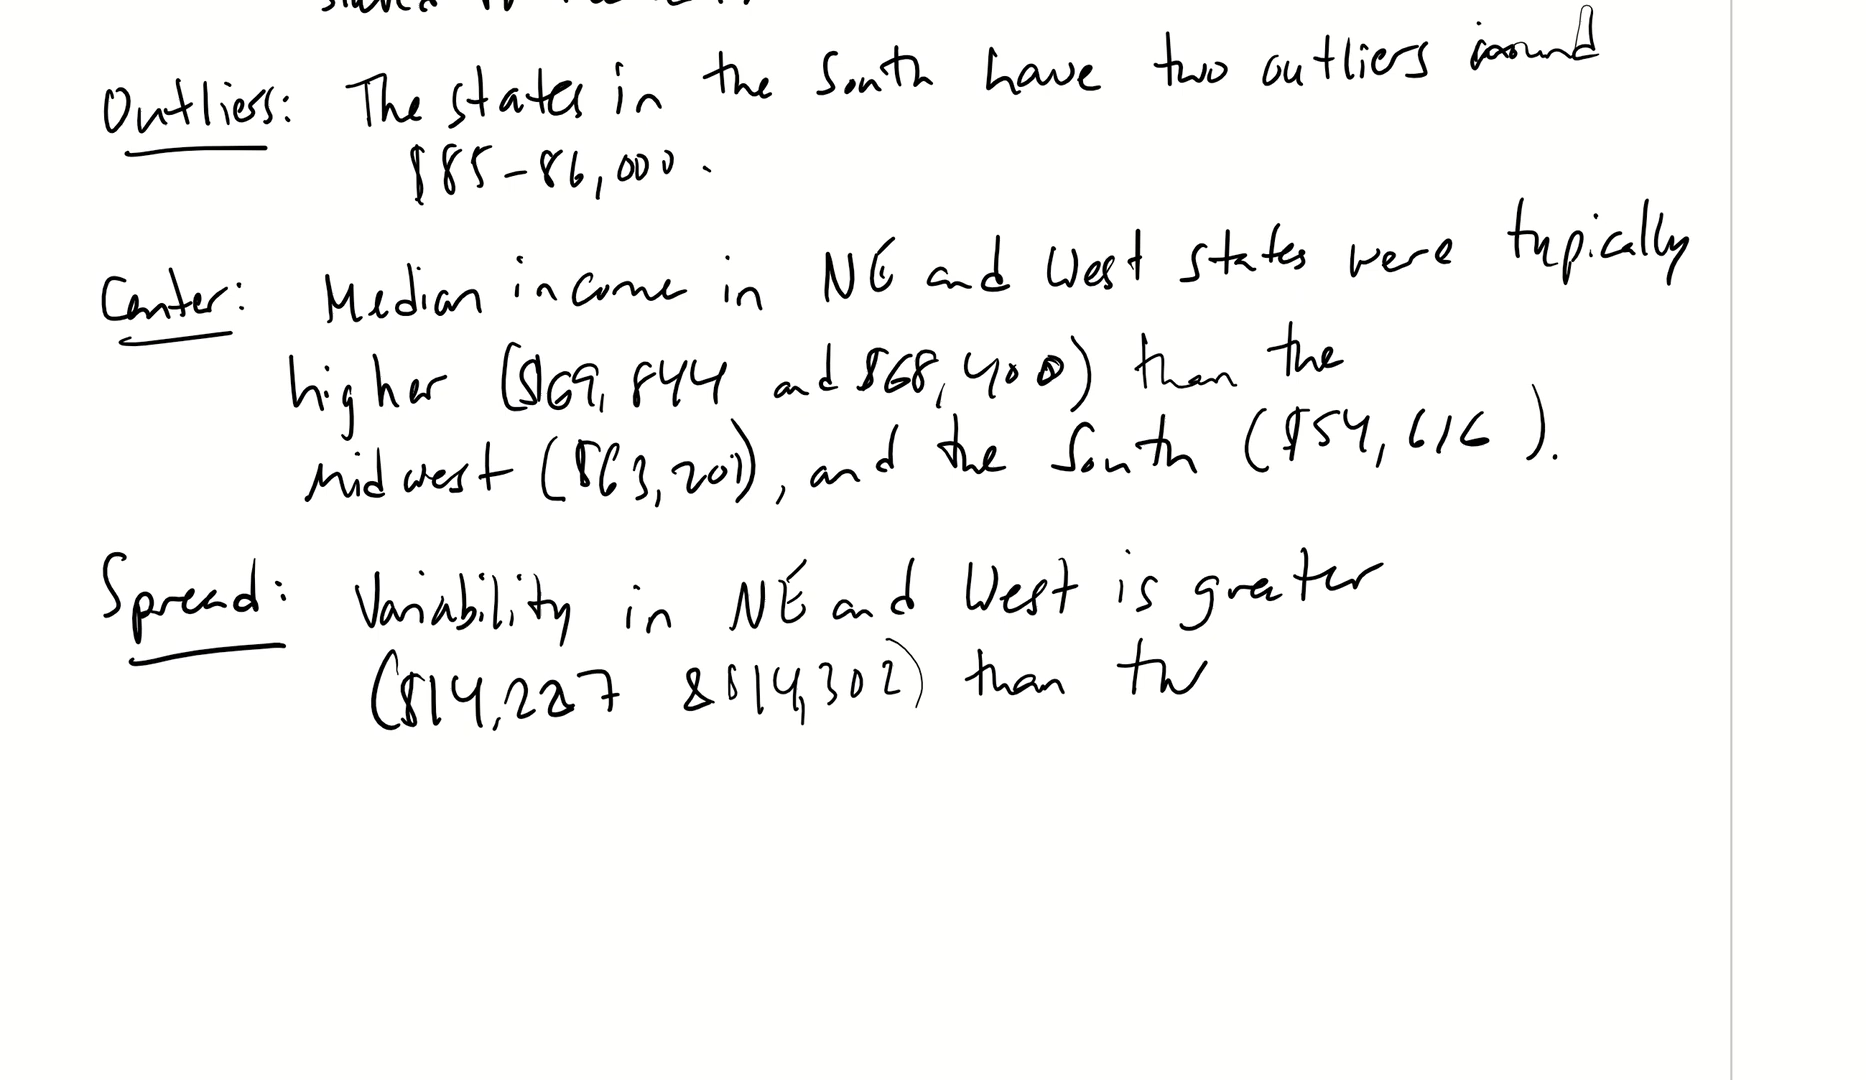 Outliers: The states in the South have two outliers around
$85-86,000.
Center: Median income in NE and West states were typically
higher ($69,844 and $68,400) than the
midwest ($63,201), and the South ($54,616).
Spread: Variability in NE and West is greater
($14,227 & $14,302) than